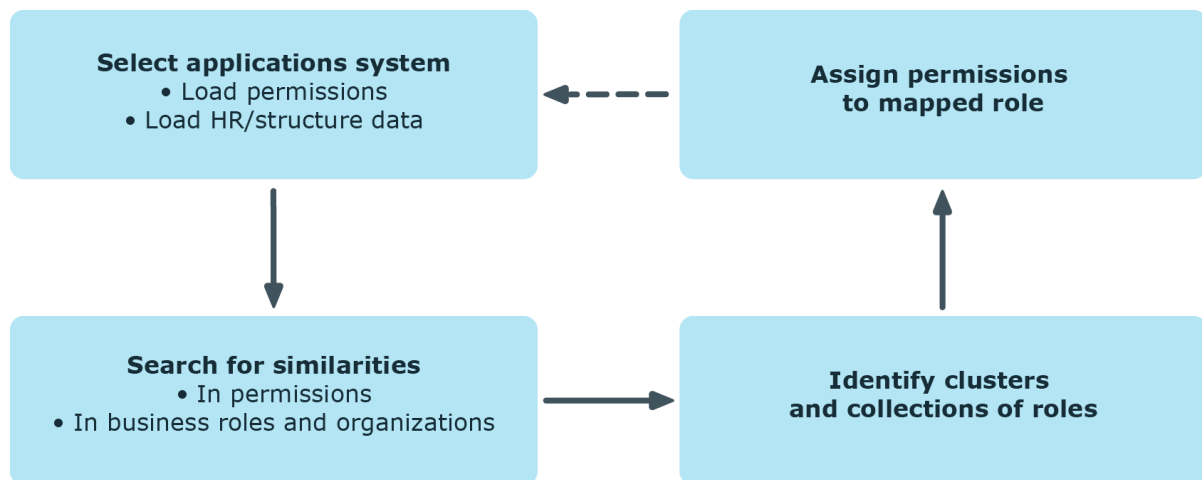 Select applications system
• Load permissions
• Load HR/structure data
Assign permissions
to mapped role
Search for similarities
• In permissions
• In business roles and organizations
Identify clusters
and collections of roles